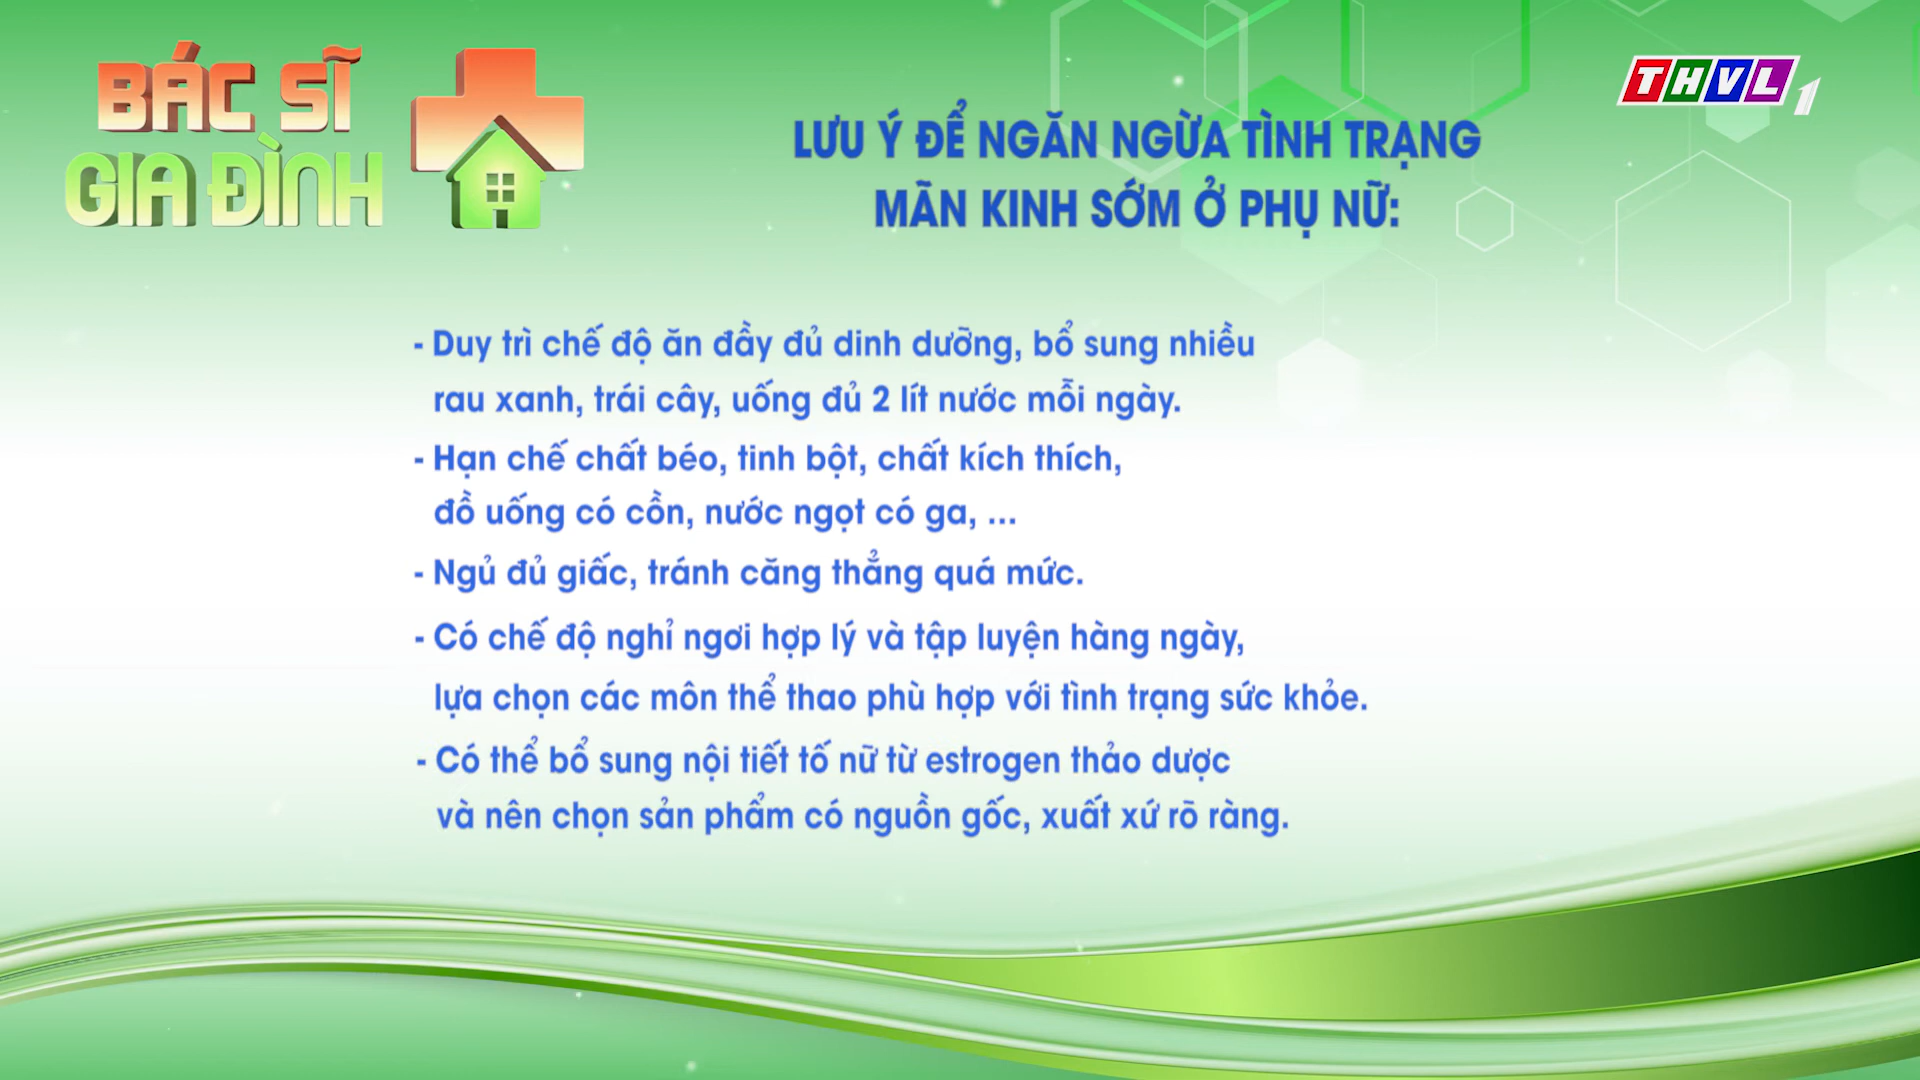 BÁC SĨ
GIA ĐÌNH
THVL1
LƯU Ý ĐỂ NGĂN NGỪA TÌNH TRẠNG
MÃN KINH SỚM Ở PHỤ NỮ:
- Duy trì chế độ ăn đầy đủ dinh dưỡng, bổ sung nhiều
rau xanh, trái cây, uống đủ 2 lít nước mỗi ngày.
- Hạn chế chất béo, tinh bột, chất kích thích,
đồ uống có cồn, nước ngọt có ga, ...
- Ngủ đủ giấc, tránh căng thẳng quá mức.
- Có chế độ nghỉ ngơi hợp lý và tập luyện hàng ngày,
lựa chọn các môn thể thao phù hợp với tình trạng sức khỏe.
- Có thể bổ sung nội tiết tố nữ từ estrogen thảo dược
và nên chọn sản phẩm có nguồn gốc, xuất xứ rõ ràng.